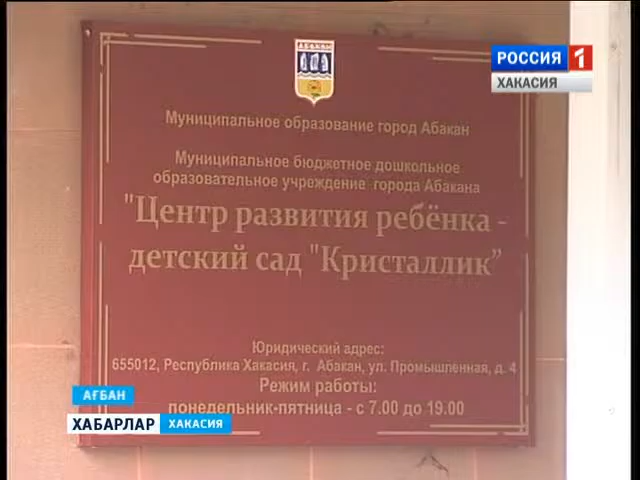 РОССИЯ 1
ХАКАСИЯ
АБАКАН
Муниципальное образование город Абакан
Муниципальное бюджетное дошкольное
образовательное учреждение города Абакана
"Центр развития ребёнка -
детский сад "Кристаллик"
Юридический адрес:
655012, Республика Хакасия, г. Абакан, ул. Промышленная, д. 4
Режим работы:
понедельник-пятница - с 7.00 до 19.00
АҒБАН
ХАБАРЛАР ХАКАСИЯ